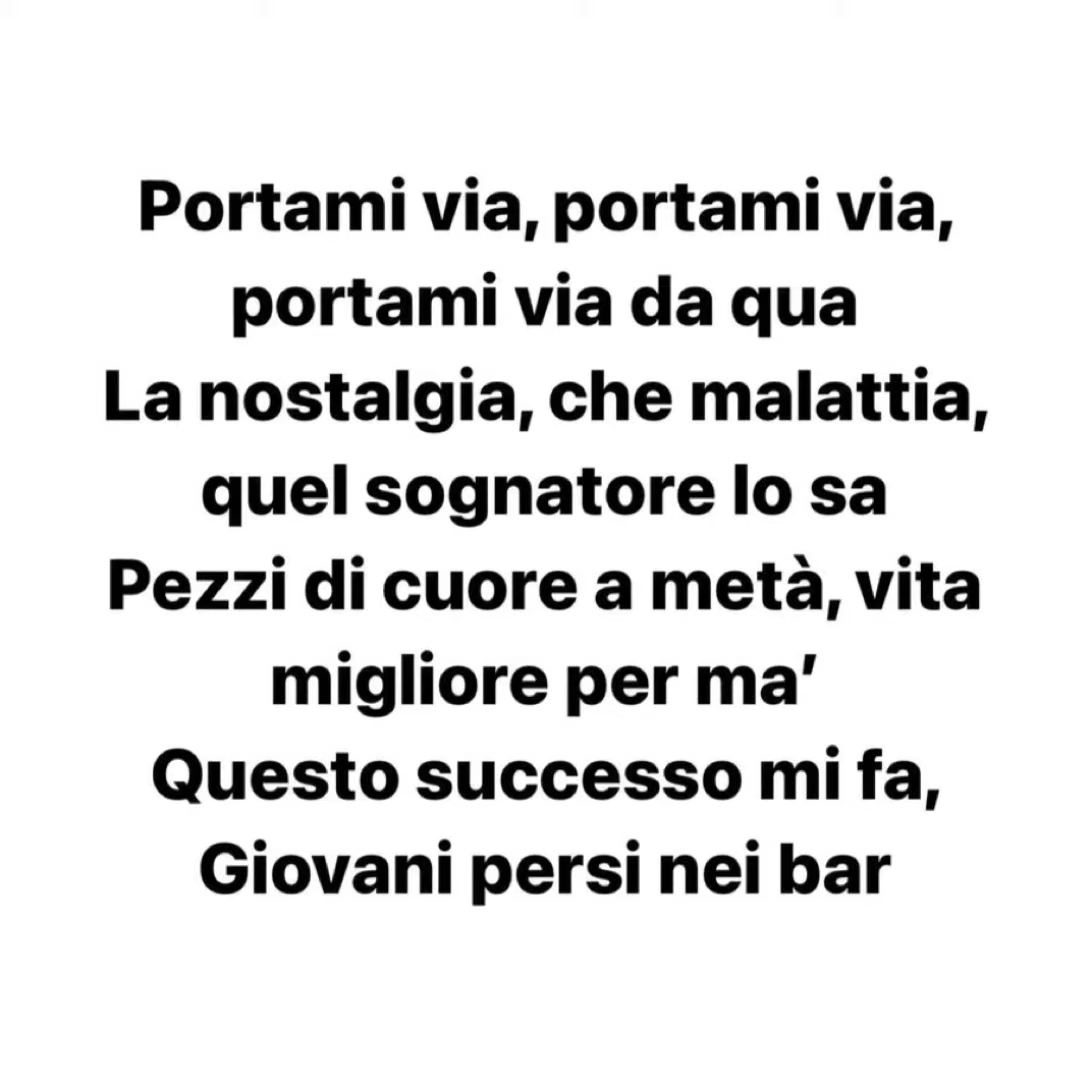 Portami via, portami via,
portami via da qua
La nostalgia, che malattia,
quel sognatore lo sa
Pezzi di cuore a metà, vita
migliore per ma'
Questo successo mi fa,
Giovani persi nei bar